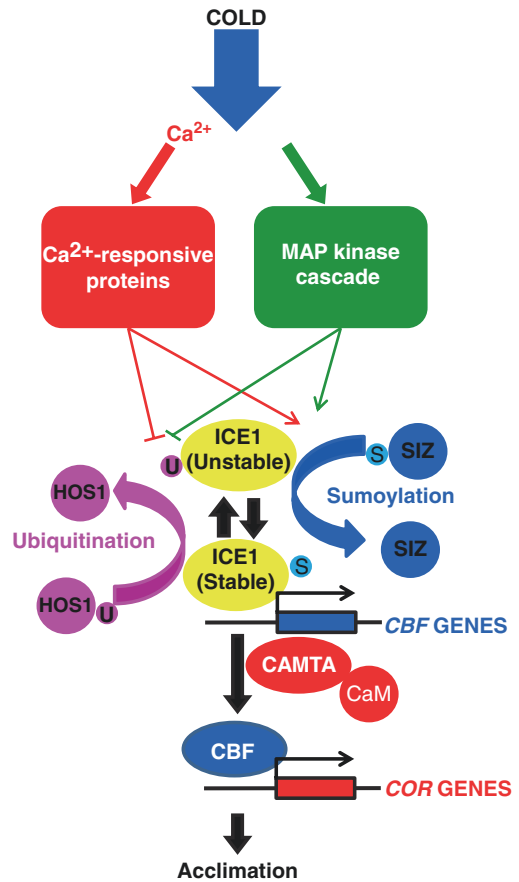 COLD
Ca²⁺
Ca²⁺-responsive
proteins
MAP kinase
cascade
ICE1
(Unstable)
U
S
SIZ
HOS1
Sumoylation
Ubiquitination
ICE1
(Stable)
S
SIZ
HOS1
U
CBF GENES
CAMTA
CaM
CBF
COR GENES
Acclimation